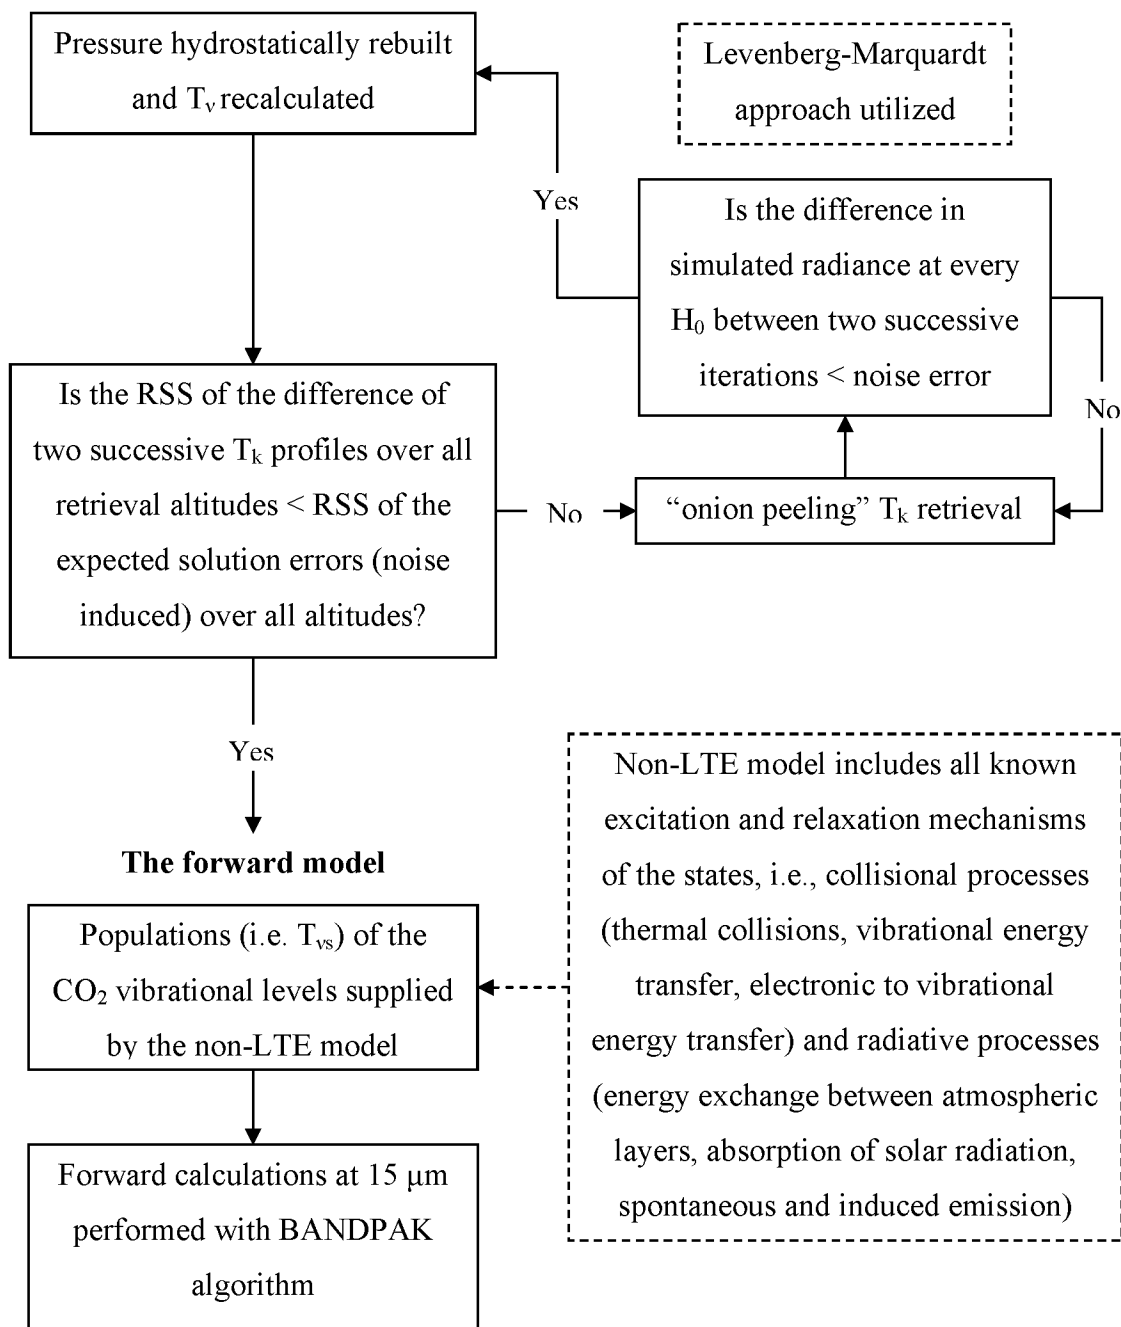 Pressure hydrostatically rebuilt
and Tᵥ recalculated
Levenberg-Marquardt
approach utilized
Yes
Is the difference in
simulated radiance at every
H₀ between two successive
iterations < noise error
No
Is the RSS of the difference of
two successive Tₖ profiles over all
retrieval altitudes < RSS of the
expected solution errors (noise
induced) over all altitudes?
No
“onion peeling” Tₖ retrieval
Yes
The forward model
Populations (i.e. Tᵥₛ) of the
CO₂ vibrational levels supplied
by the non-LTE model
Non-LTE model includes all known
excitation and relaxation mechanisms
of the states, i.e., collisional processes
(thermal collisions, vibrational energy
transfer, electronic to vibrational
energy transfer) and radiative processes
(energy exchange between atmospheric
layers, absorption of solar radiation,
spontaneous and induced emission)
Forward calculations at 15 μm
performed with BANDPAK
algorithm